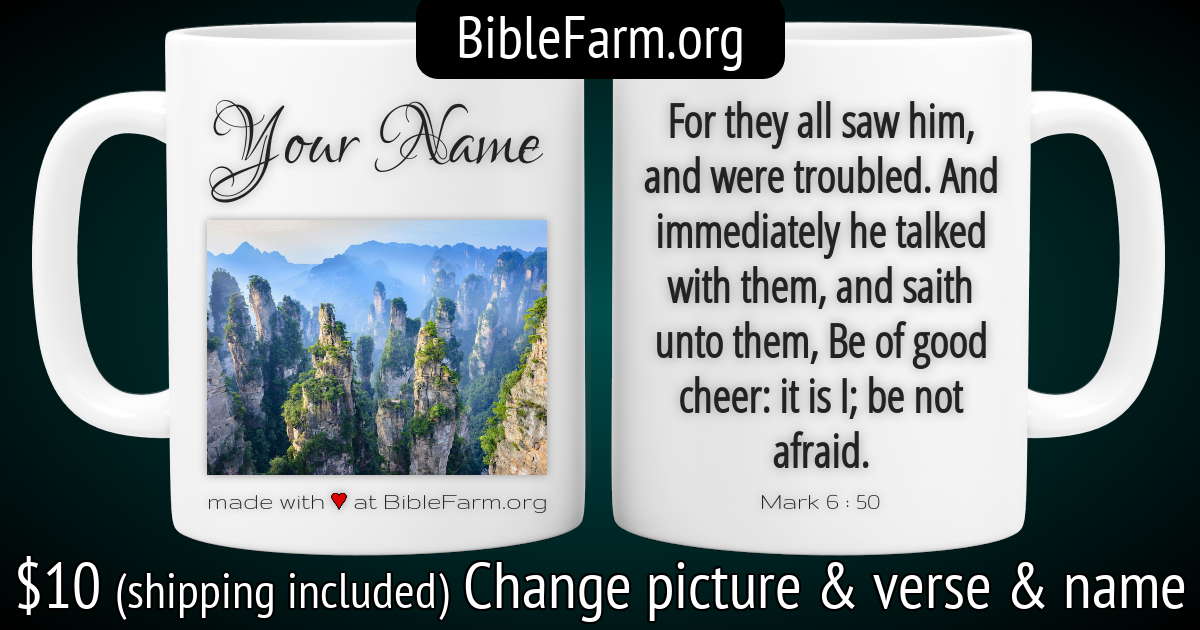 BibleFarm.org
Your Name
made with ♥ at BibleFarm.org
For they all saw him,
and were troubled. And
immediately he talked
with them, and saith
unto them, Be of good
cheer: it is I; be not
afraid.
Mark 6 : 50
$10 (shipping included) Change picture & verse & name